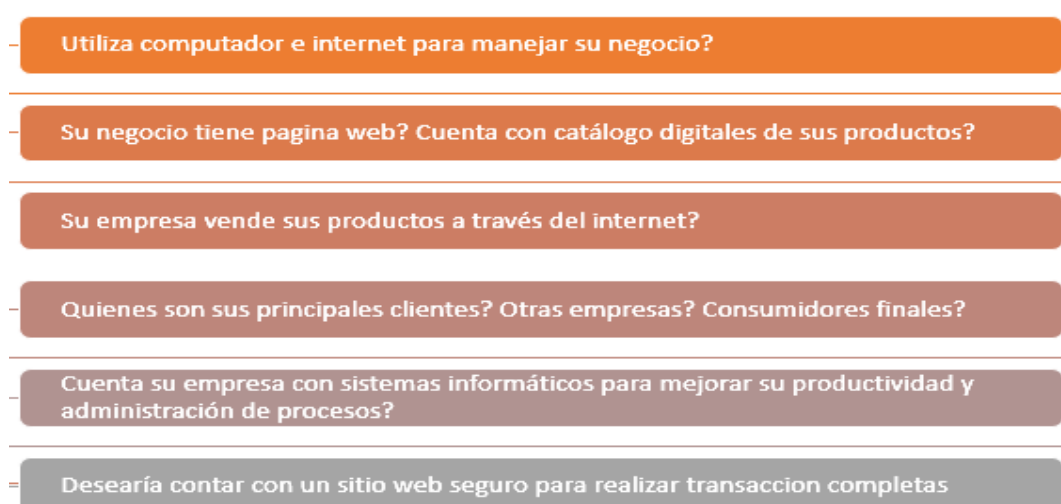 Utiliza computador e internet para manejar su negocio?
Su negocio tiene pagina web? Cuenta con catálogo digitales de sus productos?
Su empresa vende sus productos a través del internet?
Quienes son sus principales clientes? Otras empresas? Consumidores finales?
Cuenta su empresa con sistemas informáticos para mejorar su productividad y
administración de procesos?
Desearía contar con un sitio web seguro para realizar transaccion completas